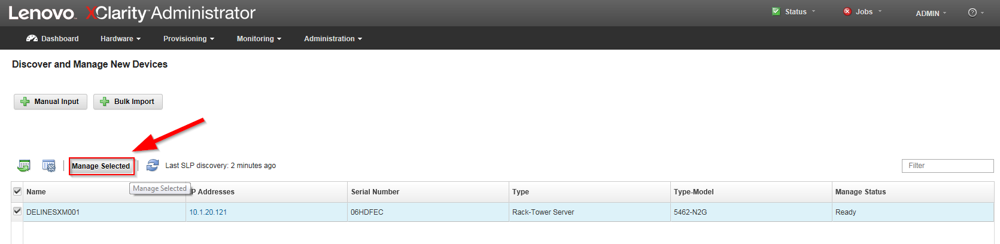 Lenovo XClarity Administrator Status Jobs ADMIN
Dashboard Hardware Provisioning Monitoring Administration
Discover and Manage New Devices
Manual Input Bulk Import
Manage Selected Last SLP discovery: 2 minutes ago Filter
Manage Selected
Name IP Addresses Serial Number Type Type-Model Manage Status
DELINESXM001 10.1.20.121 06HDFEC Rack-Tower Server 5462-N2G Ready